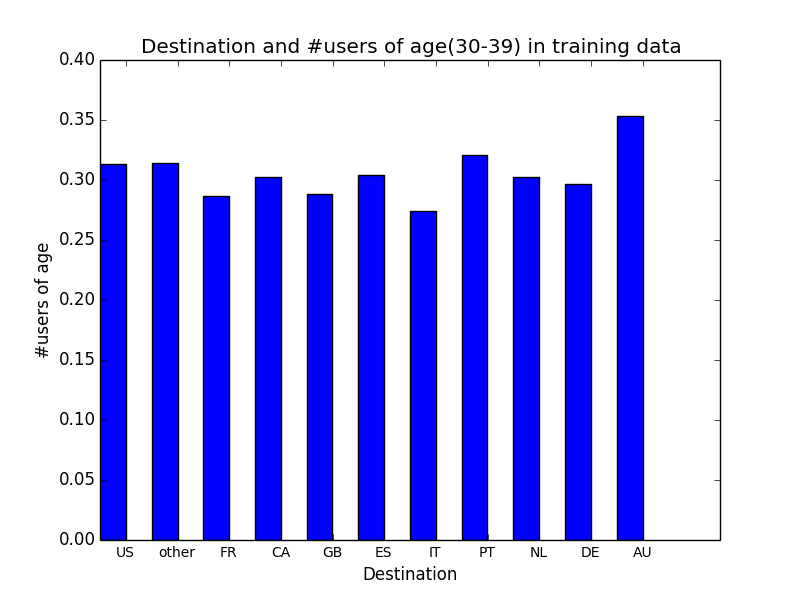 Destination and #users of age(30-39) in training data
0.40
0.35
0.30
0.25
0.20
0.15
0.10
0.05
0.00
#users of age
US other FR CA GB ES IT PT NL DE AU
Destination